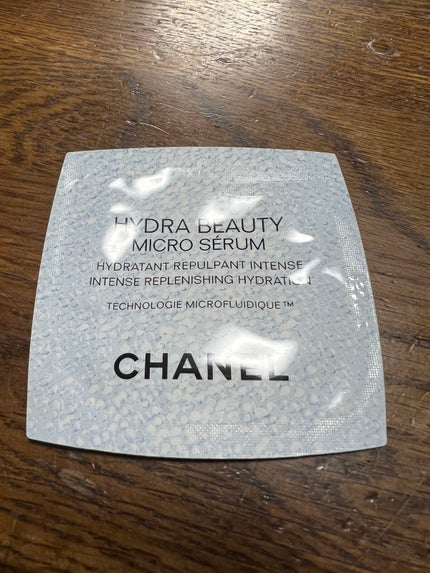 HYDRA BEAUTY
MICRO SÉRUM
HYDRATANT REPULPANT INTENSE
INTENSE REPLENISHING HYDRATION
TECHNOLOGIE MICROFLUIDIQUE™
CHANEL